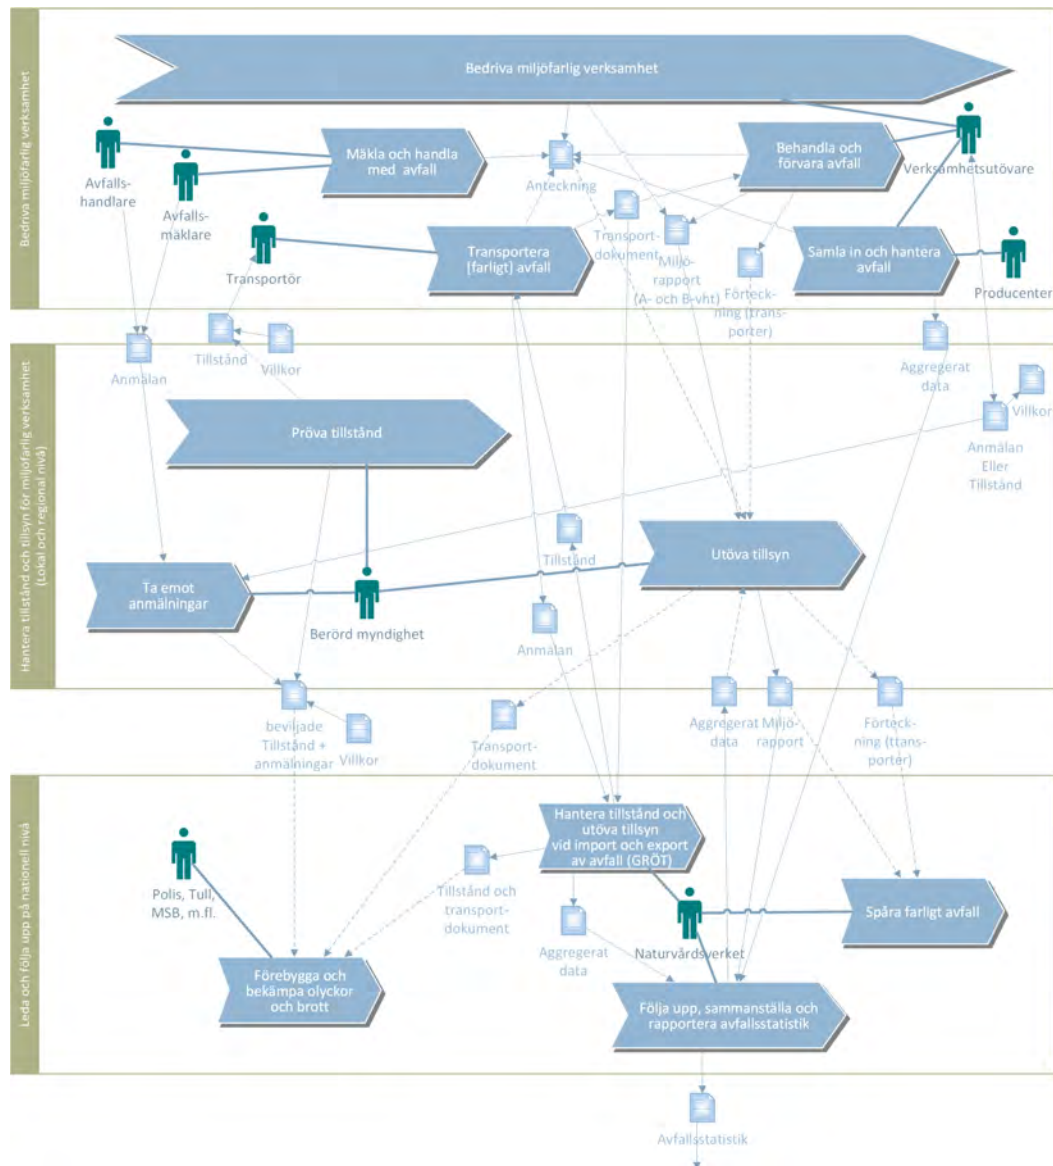 Bedriva miljöfarlig verksamhet
Bedriva miljöfarlig verksamhet
Avfalls-
handlare
Avfalls-
mäklare
Mäkla och handla
med avfall
Anteckning
Behandla och
förvara avfall
Verksamhetsutövare
Transportör
Transportera
[farligt] avfall
Transport-
dokument
Miljö-
rapport
(A- och B-vht)
Förteck-
ning (trans-
porter)
Samla in och hantera
avfall
Producenter
Anmälan
Tillstånd
Villkor
Aggregerat
data
Villkor
Anmälan
Eller
Tillstånd
Hantera tillstånd och tillsyn för miljöfarlig verksamhet
(Lokal och regional nivå)
Pröva tillstånd
Tillstånd
Utöva tillsyn
Ta emot
anmälningar
Berörd myndighet
Anmälan
beviljade
Tillstånd +
anmälningar
Villkor
Transport-
dokument
Aggregerat
data
Miljö-
rapport
Förteck-
ning (ttans-
porter)
Leda och följa upp på nationell nivå
Hantera tillstånd och
utöva tillsyn
vid import och export
av avfall (GRÖT)
Polis, Tull,
MSB, m.fl.
Tillstånd och
transport-
dokument
Aggregerat
data
Naturvårdsverket
Spåra farligt avfall
Förebygga och
bekämpa olyckor
och brott
Följa upp, sammanställa och
rapportera avfallsstatistik
Avfallsstatistik